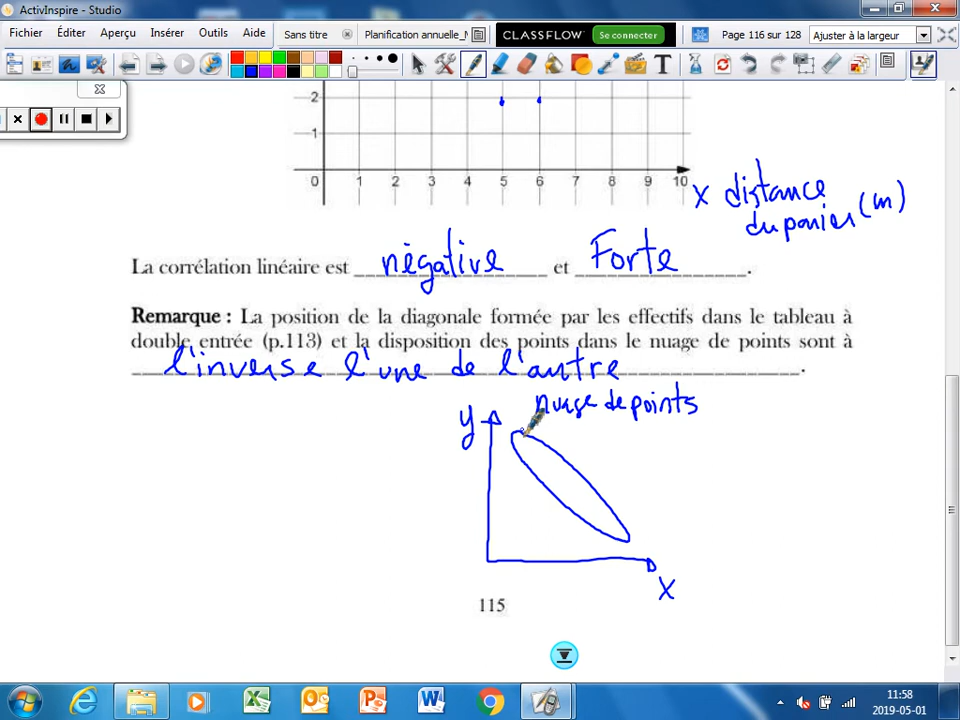 ActivInspire - Studio
Fichier Éditer Aperçu Insérer Outils Aide Sans titre Planification annuelle_N CLASSFLOW Se connecter Page 116 sur 128 Ajuster à la largeur
2
1
0 1 2 3 4 5 6 7 8 9 10
x distance
du panier (m)
La corrélation linéaire est négative et Forte.
Remarque : La position de la diagonale formée par les effectifs dans le tableau à
double entrée (p.113) et la disposition des points dans le nuage de points sont à
l'inverse l'une de l'autre.
nuage de points
y
x
115
11:58
2019-05-01